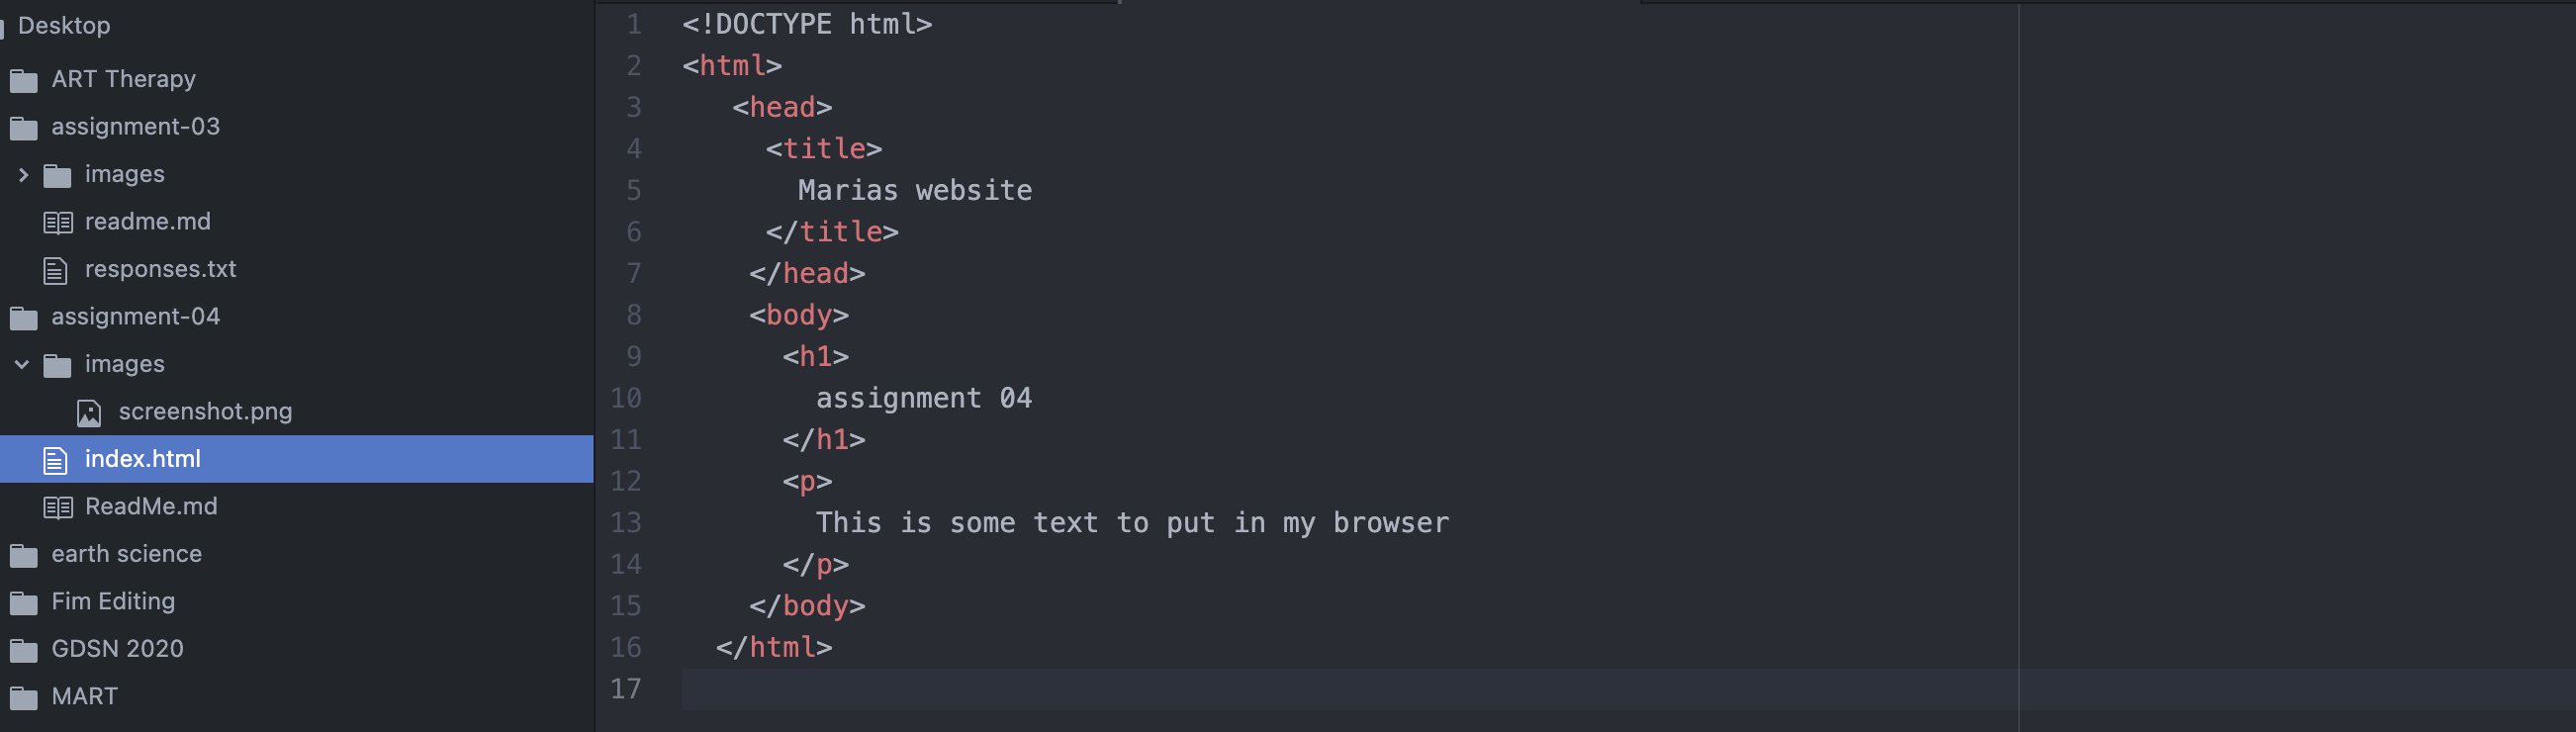 Desktop
ART Therapy
assignment-03
images
readme.md
responses.txt
assignment-04
images
screenshot.png
index.html
ReadMe.md
earth science
Fim Editing
GDSN 2020
MART
1 <!DOCTYPE html>
2 <html>
3 <head>
4 <title>
5 Marias website
6 </title>
7 </head>
8 <body>
9 <h1>
10 assignment 04
11 </h1>
12 <p>
13 This is some text to put in my browser
14 </p>
15 </body>
16 </html>
17